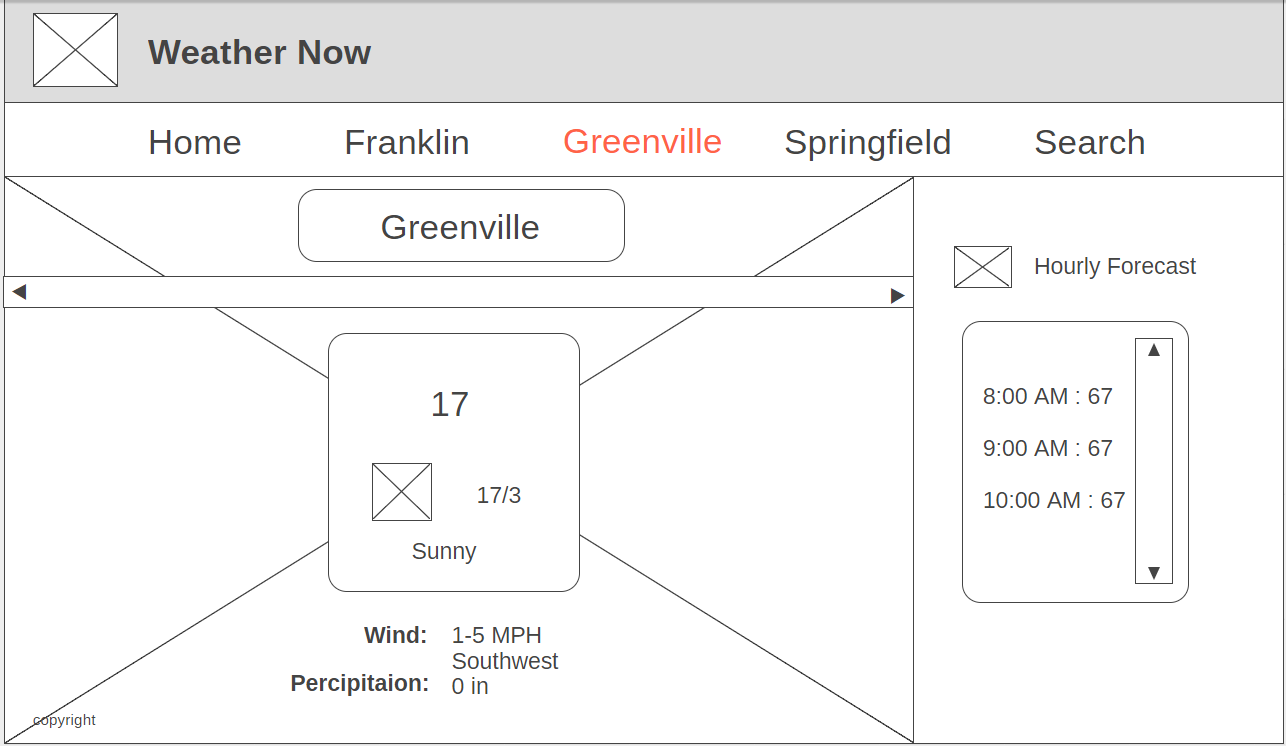 Weather Now
Home Franklin Greenville Springfield Search
Greenville
17
17/3
Sunny
Wind: 1-5 MPH
Southwest
Percipitaion: 0 in
copyright
Hourly Forecast
8:00 AM : 67
9:00 AM : 67
10:00 AM : 67